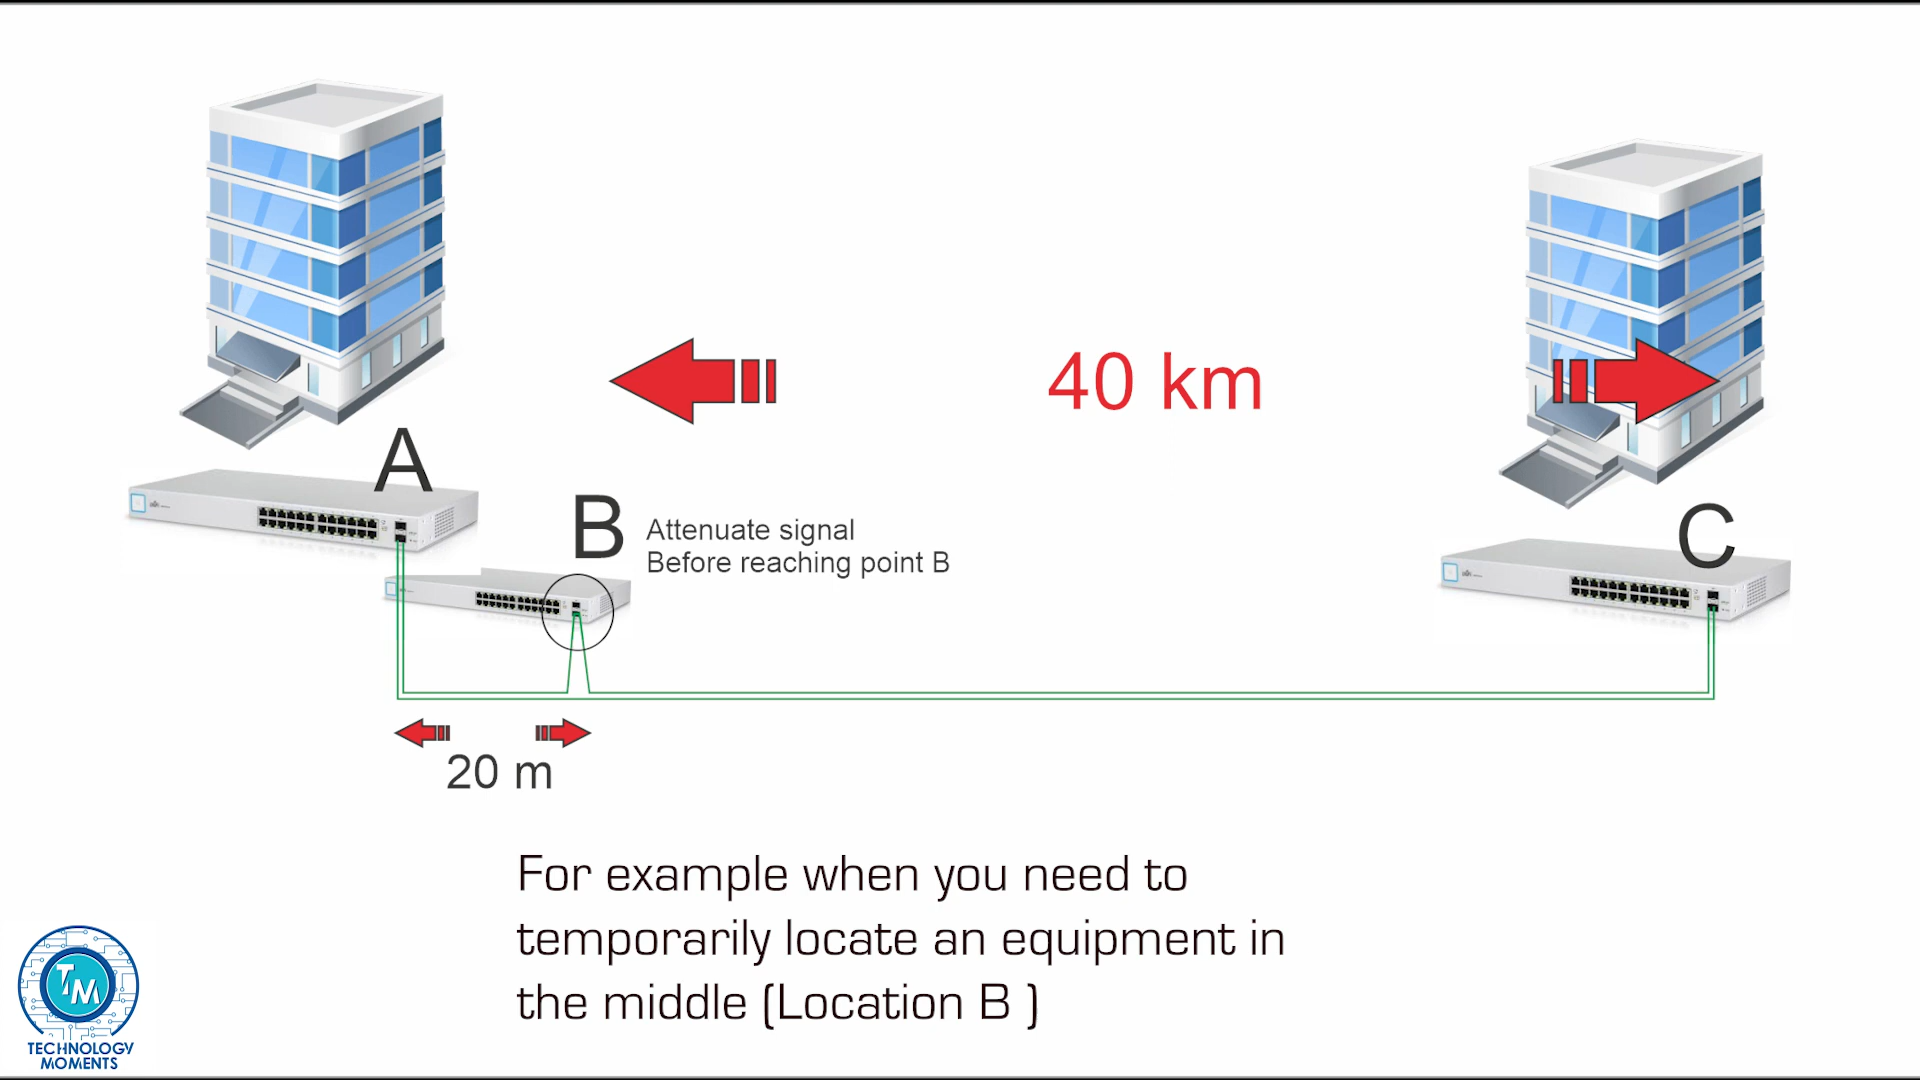 40 km
A
B
Attenuate signal
Before reaching point B
C
20 m
For example when you need to
temporarily locate an equipment in
the middle (Location B )
TM
TECHNOLOGY
MOMENTS